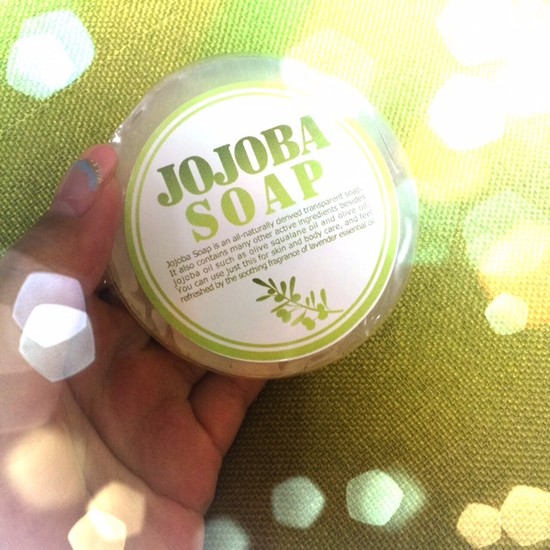 JOJOBA
SOAP
Jojoba Soap is an all-naturally derived transparent soap.
It also contains many other active ingredients besides
jojoba oil such as olive squalane oil and olive oil.
You can use just this for skin and body care, and feel
refreshed by the soothing fragrance of lavender essential oil